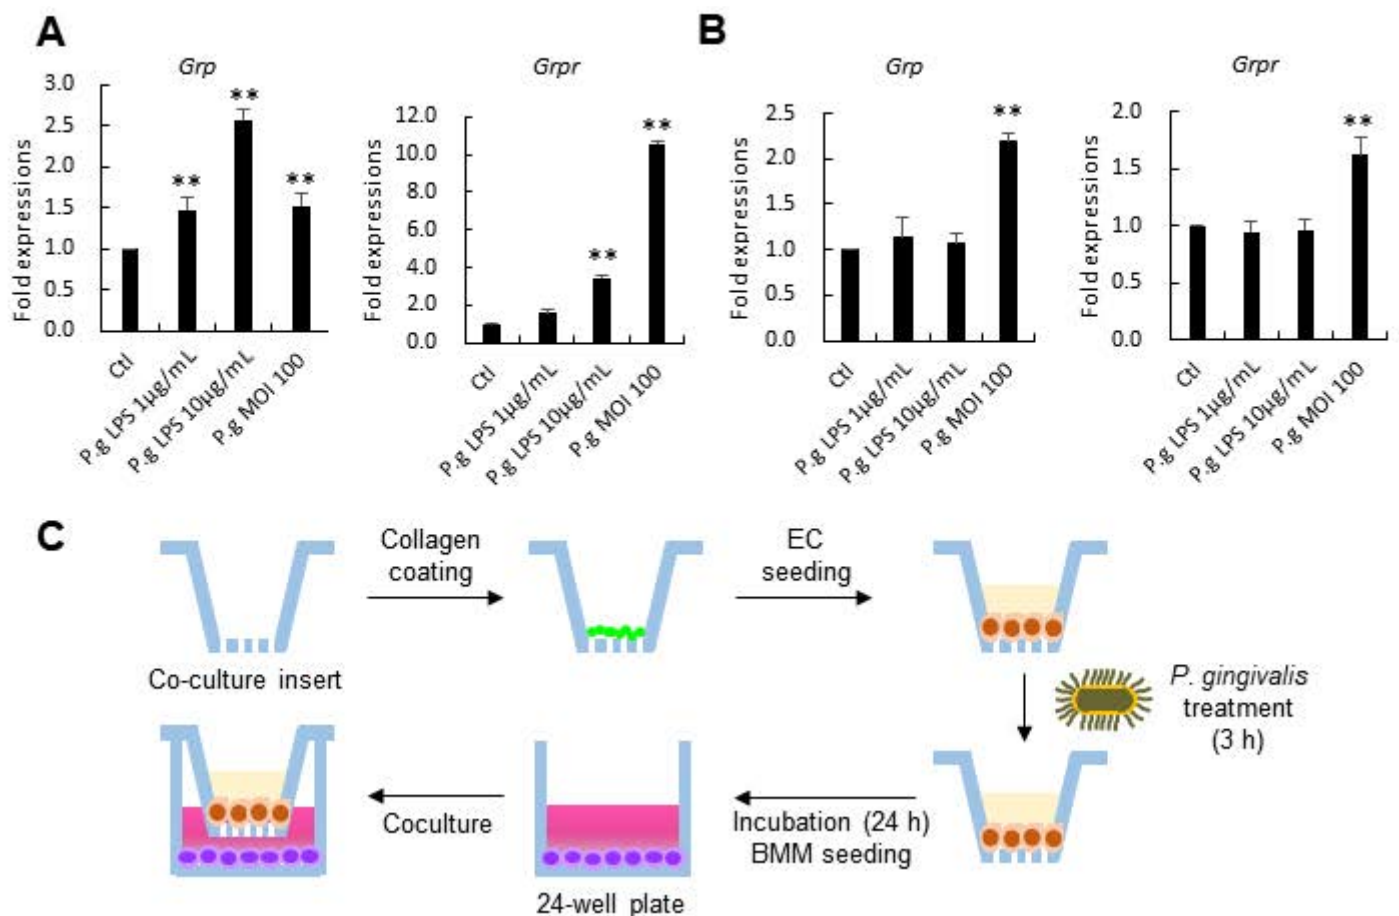 A
Grp
Fold expressions
3.0
2.5
2.0
1.5
1.0
0.5
0.0
**
**
**
Ctl
P.g LPS 1µg/mL
P.g LPS 10µg/mL
P.g MOI 100
Grpr
Fold expressions
12.0
10.0
8.0
6.0
4.0
2.0
0.0
**
**
Ctl
P.g LPS 1µg/mL
P.g LPS 10µg/mL
P.g MOI 100
B
Grp
Fold expressions
2.5
2.0
1.5
1.0
0.5
0.0
**
Ctl
P.g LPS 1µg/mL
P.g LPS 10µg/mL
P.g MOI 100
Grpr
Fold expressions
2.0
1.5
1.0
0.5
0.0
**
Ctl
P.g LPS 1µg/mL
P.g LPS 10µg/mL
P.g MOI 100
C
Co-culture insert
Collagen
coating
EC
seeding
P. gingivalis
treatment
(3 h)
Incubation (24 h)
BMM seeding
24-well plate
Coculture